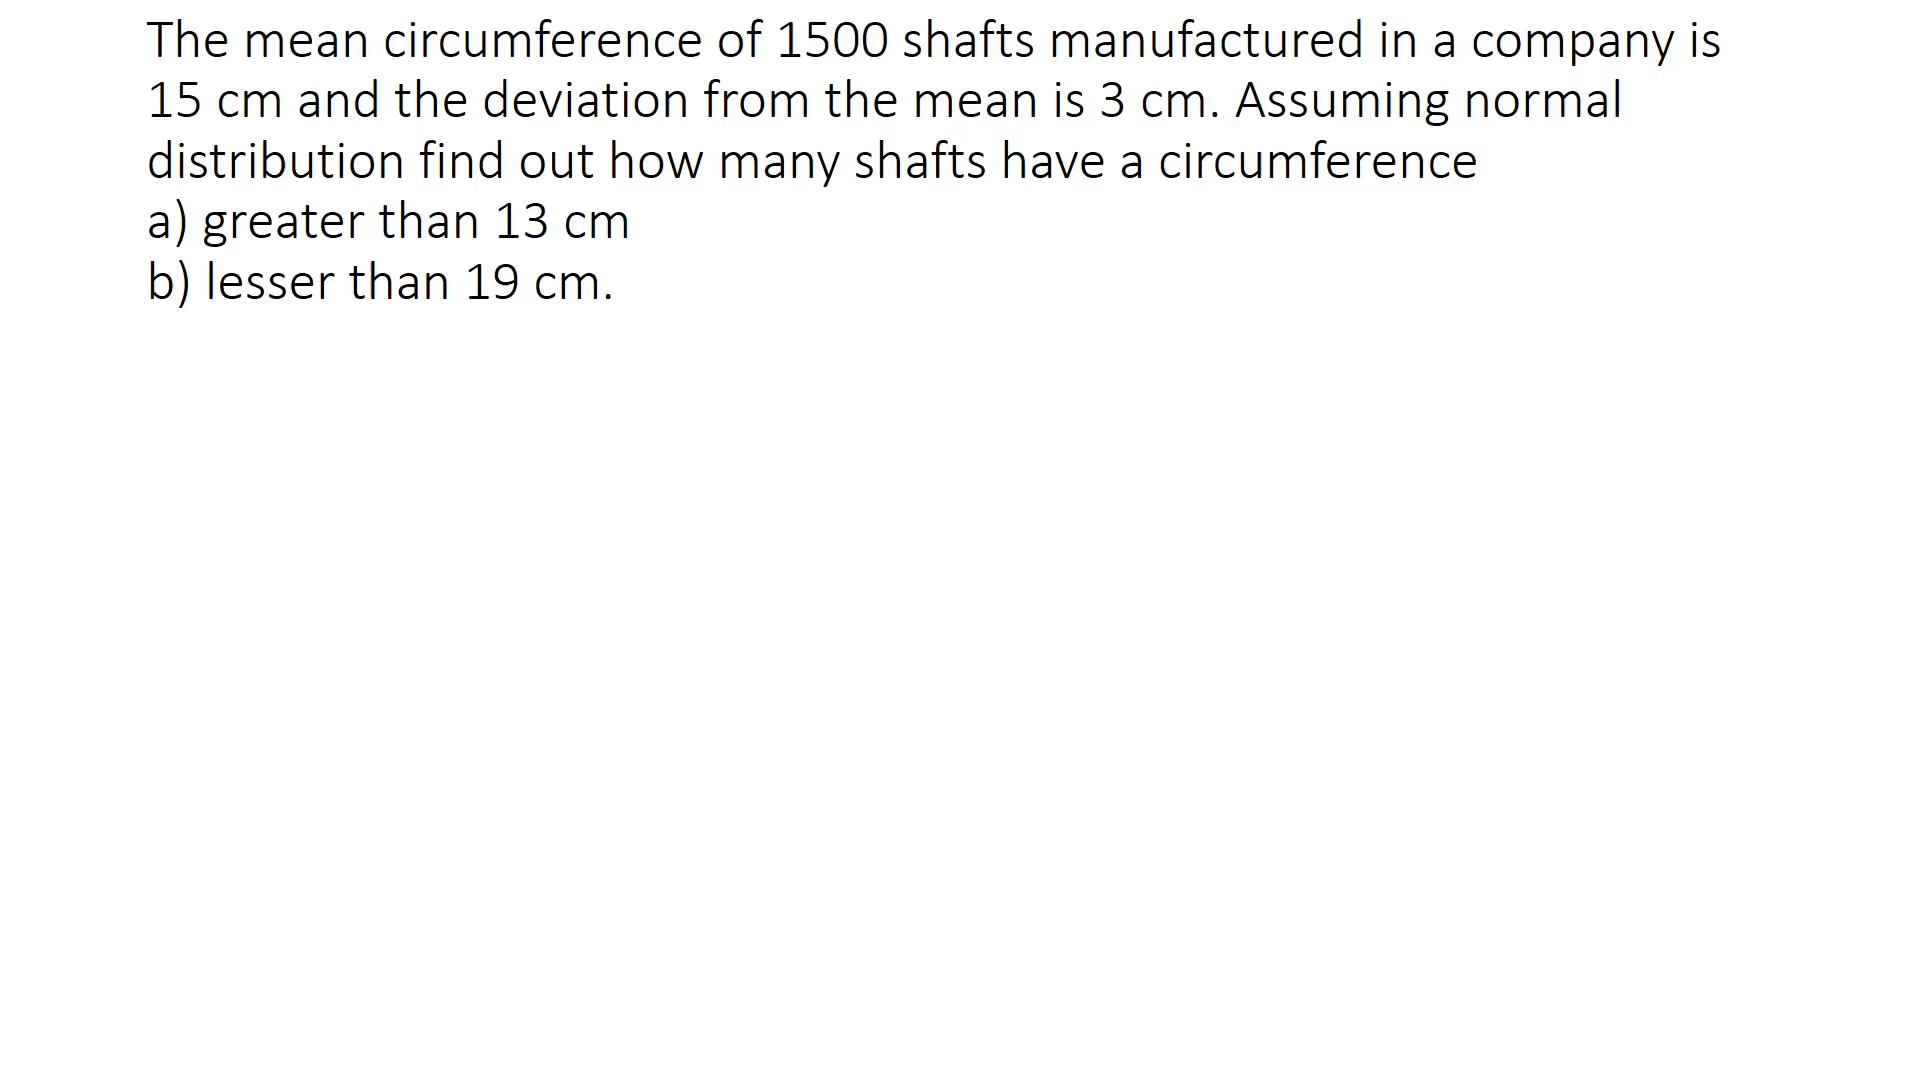 The mean circumference of 1500 shafts manufactured in a company is
15 cm and the deviation from the mean is 3 cm. Assuming normal
distribution find out how many shafts have a circumference
a) greater than 13 cm
b) lesser than 19 cm.